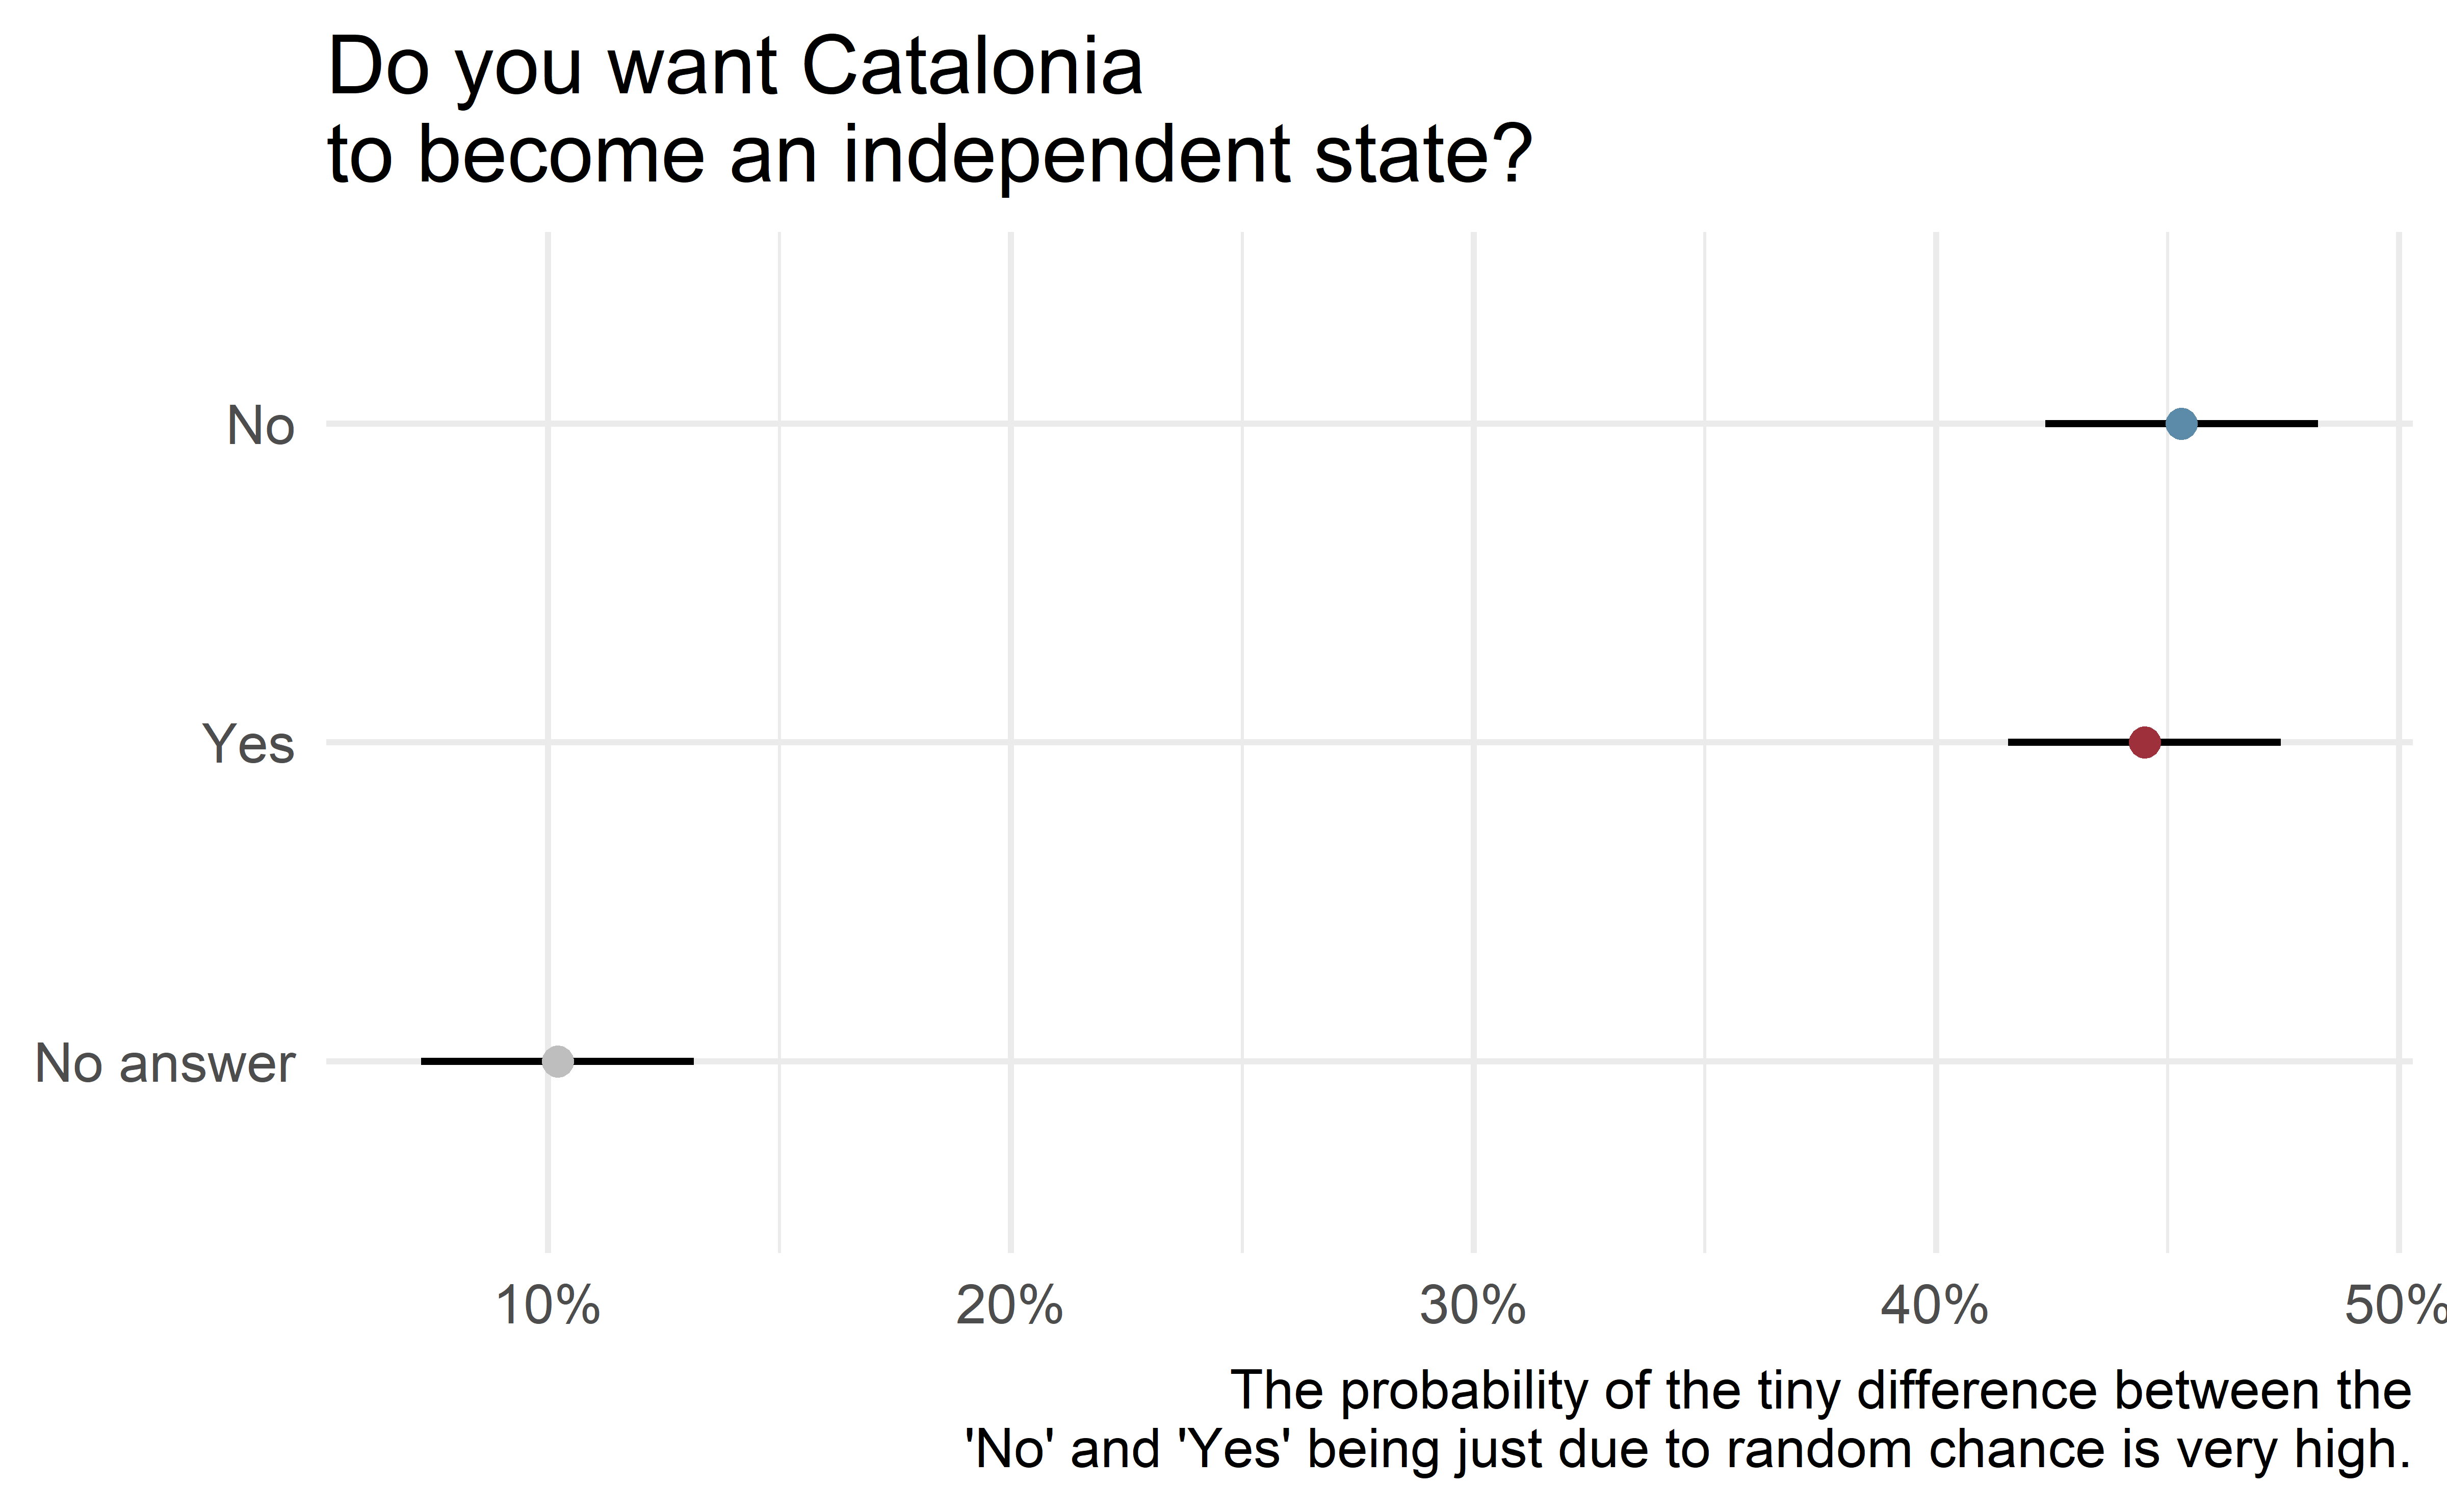 Do you want Catalonia
to become an independent state?
No
Yes
No answer
10% 20% 30% 40% 50%
The probability of the tiny difference between the
'No' and 'Yes' being just due to random chance is very high.